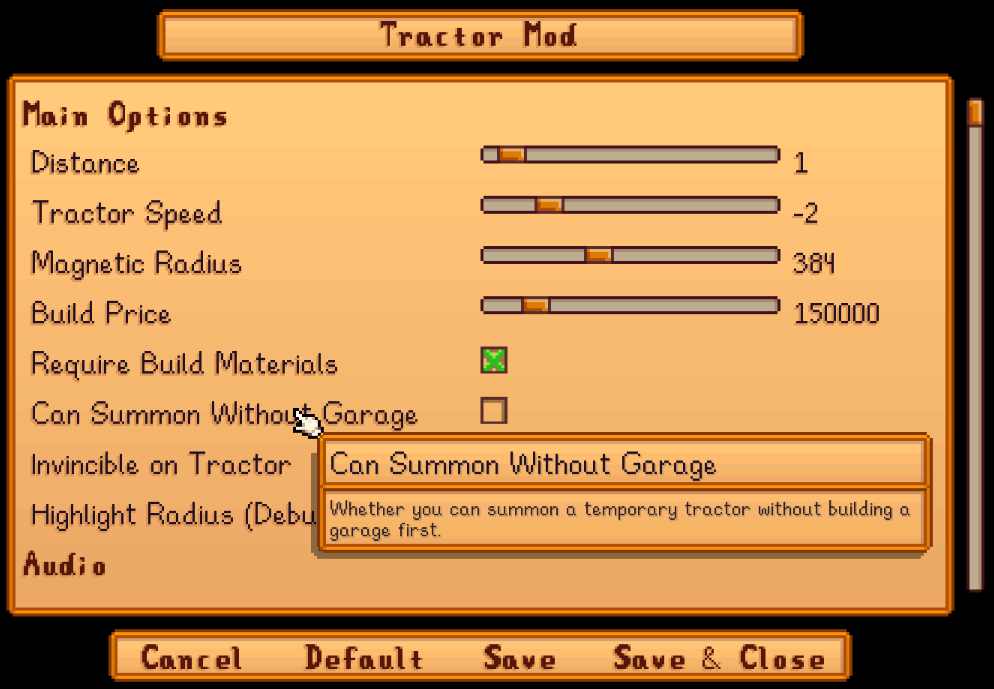 Tractor Mod
Main Options
Distance 1
Tractor Speed -2
Magnetic Radius 384
Build Price 150000
Require Build Materials
Can Summon Without Garage
Invincible on Tractor
Can Summon Without Garage
Highlight Radius (Debu
Whether you can summon a temporary tractor without building a
garage first.
Audio
Cancel Default Save Save & Close